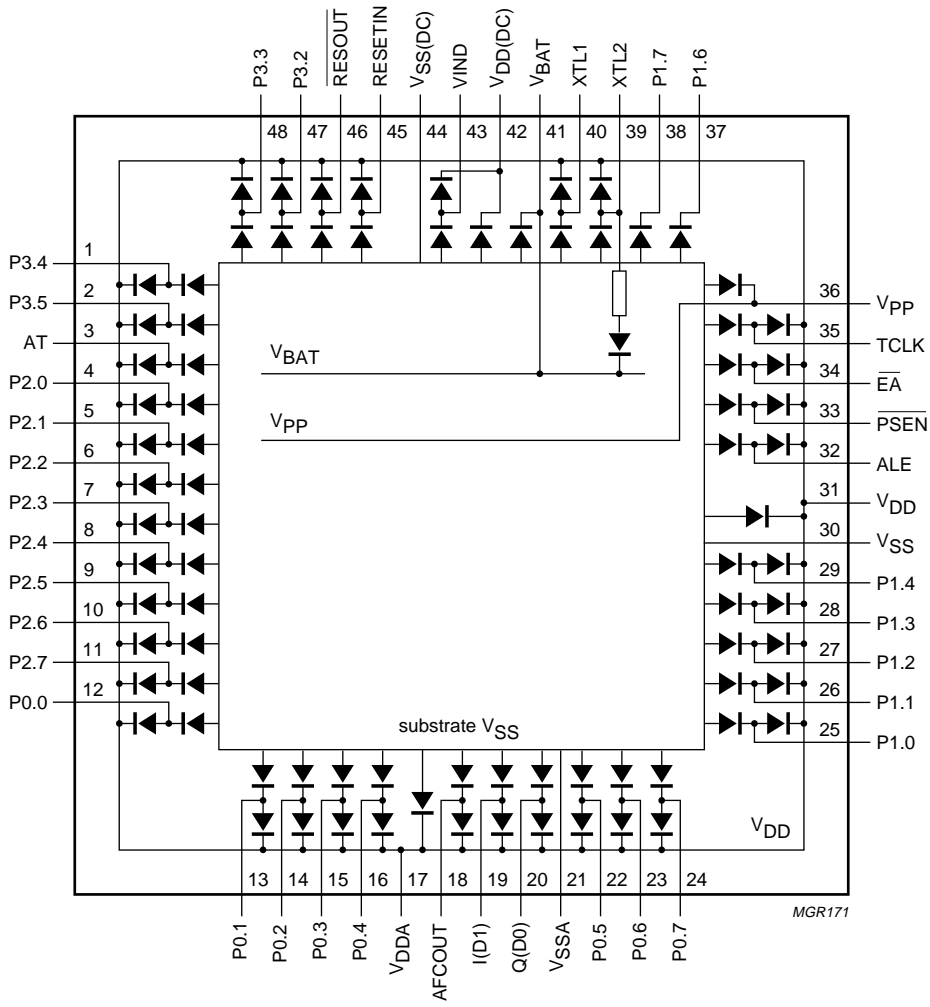 P3.3
P3.2
RESOUT
RESETIN
VSS(DC)
VIND
VDD(DC)
VBAT
XTL1
XTL2
P1.7
P1.6
48 47 46 45 44 43 42 41 40 39 38 37
1
P3.4
2
P3.5
3
AT
4
P2.0
5
P2.1
6
P2.2
7
P2.3
8
P2.4
9
P2.5
10
P2.6
11
P2.7
12
P0.0
VBAT
VPP
substrate VSS
VDD
36
VPP
35
TCLK
34
EA
33
PSEN
32
ALE
31
VDD
30
VSS
29
P1.4
28
P1.3
27
P1.2
26
P1.1
25
P1.0
13 14 15 16 17 18 19 20 21 22 23 24
P0.1
P0.2
P0.3
P0.4
VDDA
AFCOUT
I(D1)
Q(D0)
VSSA
P0.5
P0.6
P0.7
MGR171